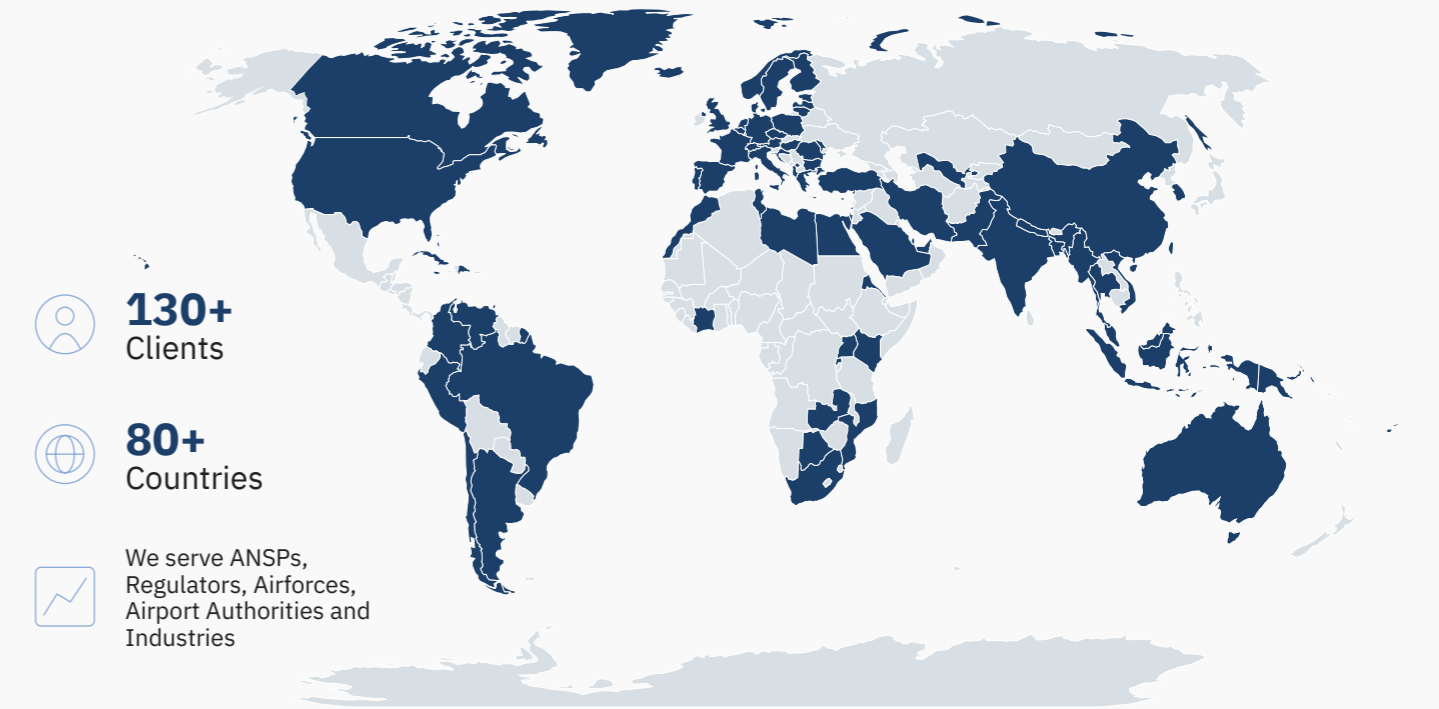 130+
Clients
80+
Countries
We serve ANSPs,
Regulators, Airforces,
Airport Authorities and
Industries